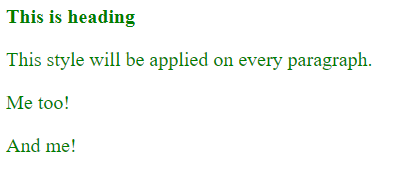 This is heading
This style will be applied on every paragraph.
Me too!
And me!